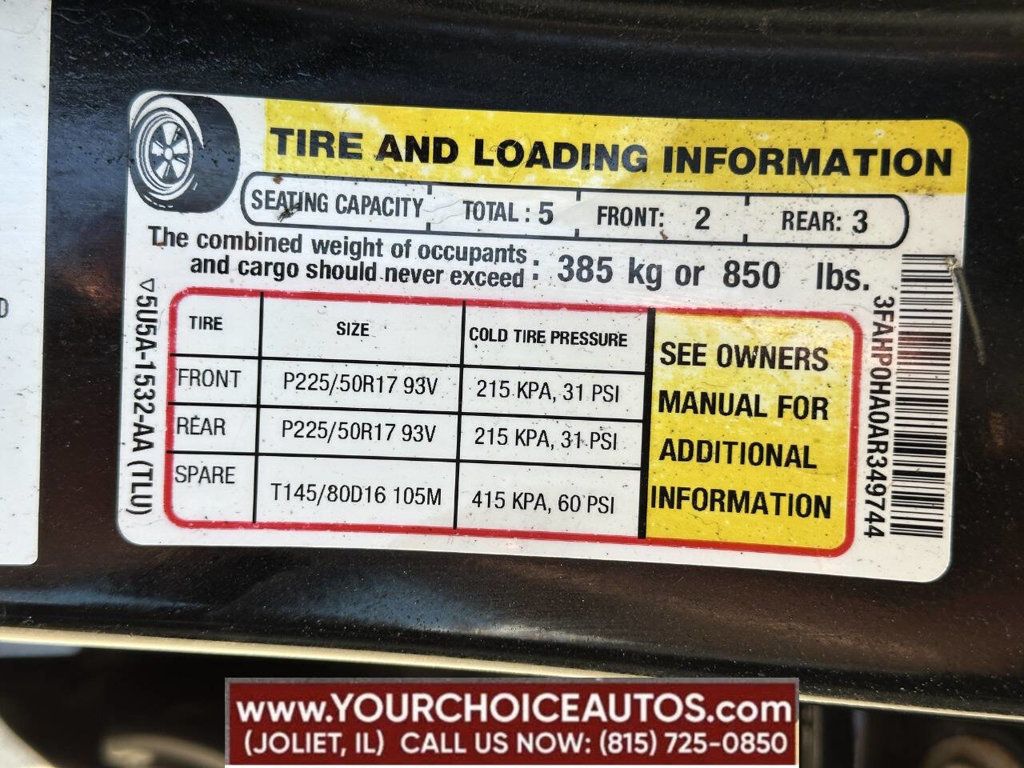 TIRE AND LOADING INFORMATION
SEATING CAPACITY TOTAL : 5 FRONT: 2 REAR: 3
The combined weight of occupants
and cargo should never exceed : 385 kg or 850 lbs.
TIRE SIZE COLD TIRE PRESSURE
FRONT P225/50R17 93V 215 KPA, 31 PSI
REAR P225/50R17 93V 215 KPA, 31 PSI
SPARE T145/80D16 105M 415 KPA, 60 PSI
SEE OWNERS
MANUAL FOR
ADDITIONAL
INFORMATION
5U5A-1532-AA (TLU)
3FAHP0HA0AR349744
D
www.YOURCHOICEAUTOS.com
(JOLIET, IL) CALL US NOW: (815) 725-0850